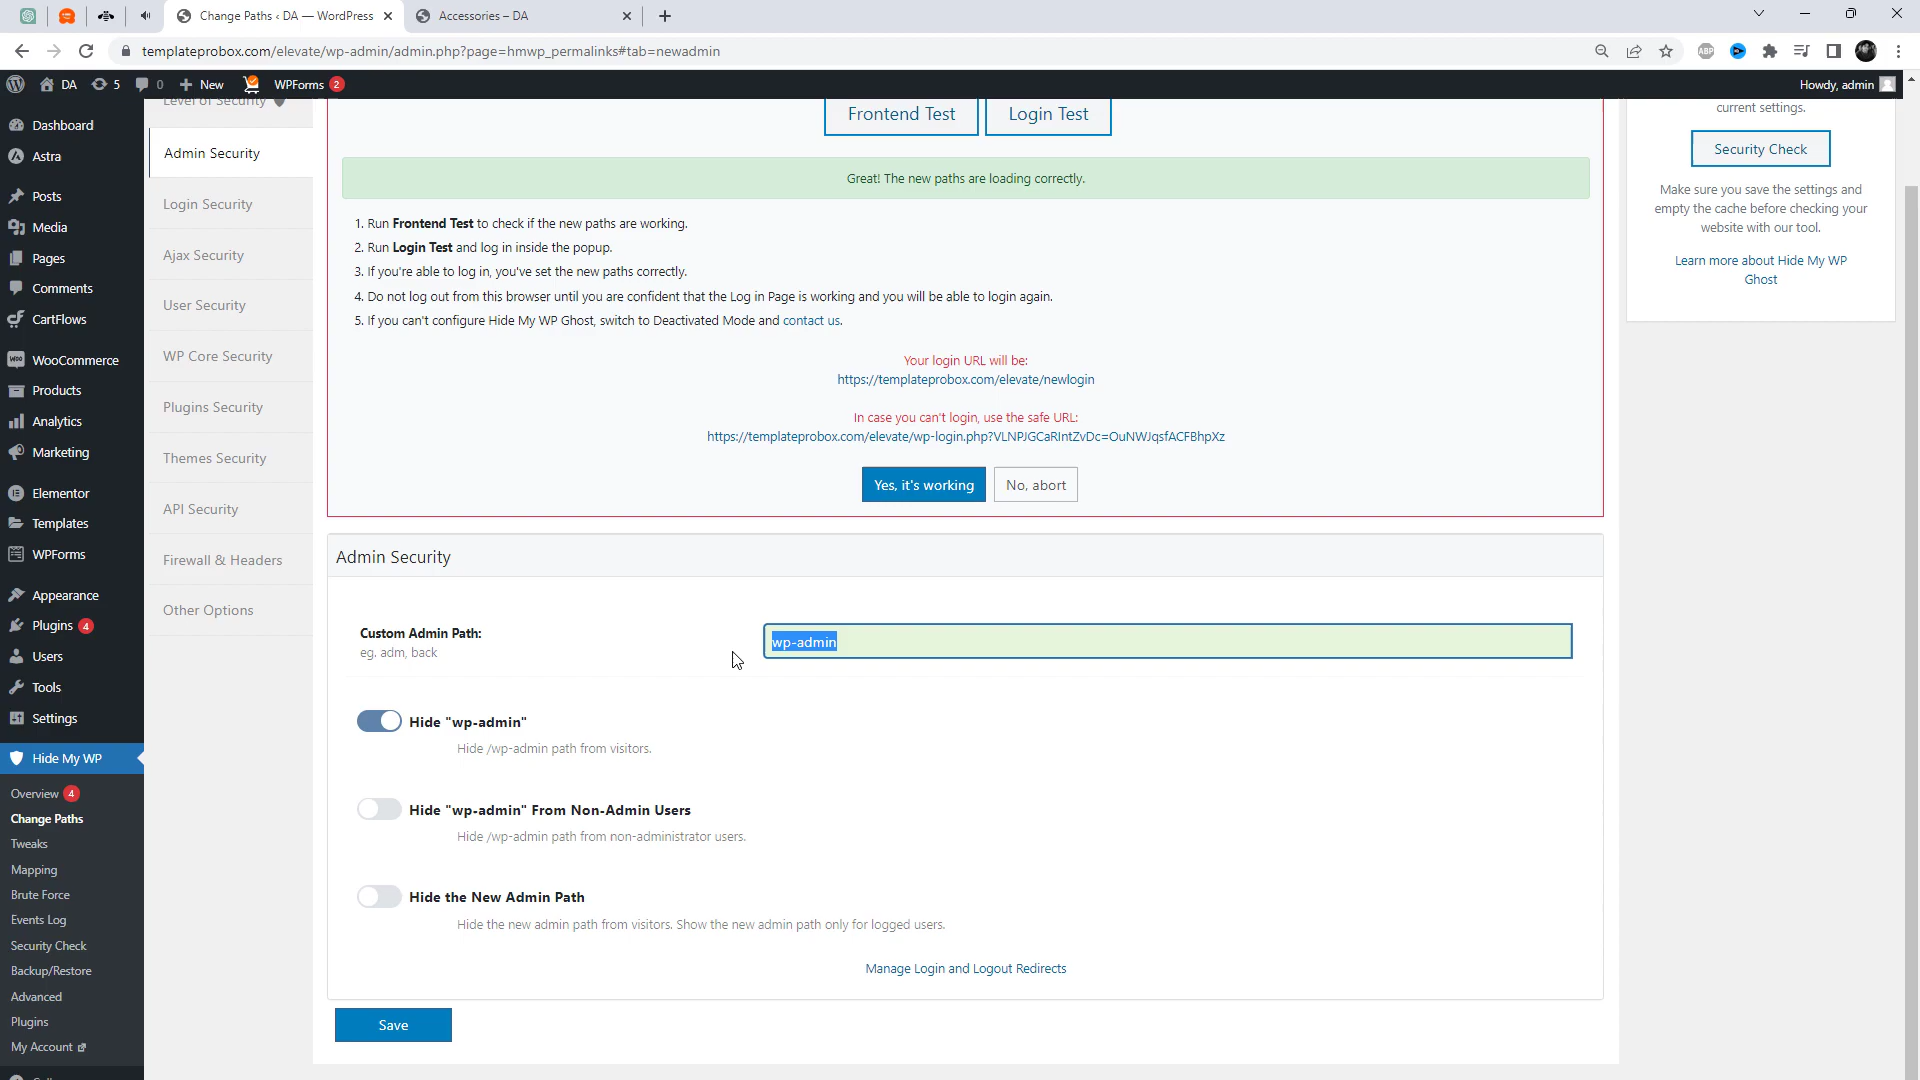 Change Paths ‹ DA — WordPress
Accessories – DA
templateprobox.com/elevate/wp-admin/admin.php?page=hmwp_permalinks#tab=newadmin
ABP
DA
5
0
New
WPForms 2
Howdy, admin
Dashboard
Astra
Posts
Media
Pages
Comments
CartFlows
WooCommerce
Products
Analytics
Marketing
Elementor
Templates
WPForms
Appearance
Plugins 4
Users
Tools
Settings
Hide My WP
Overview 4
Change Paths
Tweaks
Mapping
Brute Force
Events Log
Security Check
Backup/Restore
Advanced
Plugins
My Account
Level of Security
Admin Security
Login Security
Ajax Security
User Security
WP Core Security
Plugins Security
Themes Security
API Security
Firewall & Headers
Other Options
Frontend Test
Login Test
Great! The new paths are loading correctly.
1. Run Frontend Test to check if the new paths are working.
2. Run Login Test and log in inside the popup.
3. If you're able to log in, you've set the new paths correctly.
4. Do not log out from this browser until you are confident that the Log in Page is working and you will be able to login again.
5. If you can't configure Hide My WP Ghost, switch to Deactivated Mode and contact us.
Your login URL will be:
https://templateprobox.com/elevate/newlogin
In case you can't login, use the safe URL:
https://templateprobox.com/elevate/wp-login.php?VLNPJGCaRIntZvDc=OuNWJqsfACFBhpXz
Yes, it's working
No, abort
Admin Security
Custom Admin Path:
eg. adm, back
wp-admin
Hide "wp-admin"
Hide /wp-admin path from visitors.
Hide "wp-admin" From Non-Admin Users
Hide /wp-admin path from non-administrator users.
Hide the New Admin Path
Hide the new admin path from visitors. Show the new admin path only for logged users.
Manage Login and Logout Redirects
Save
current settings.
Security Check
Make sure you save the settings and
empty the cache before checking your
website with our tool.
Learn more about Hide My WP
Ghost